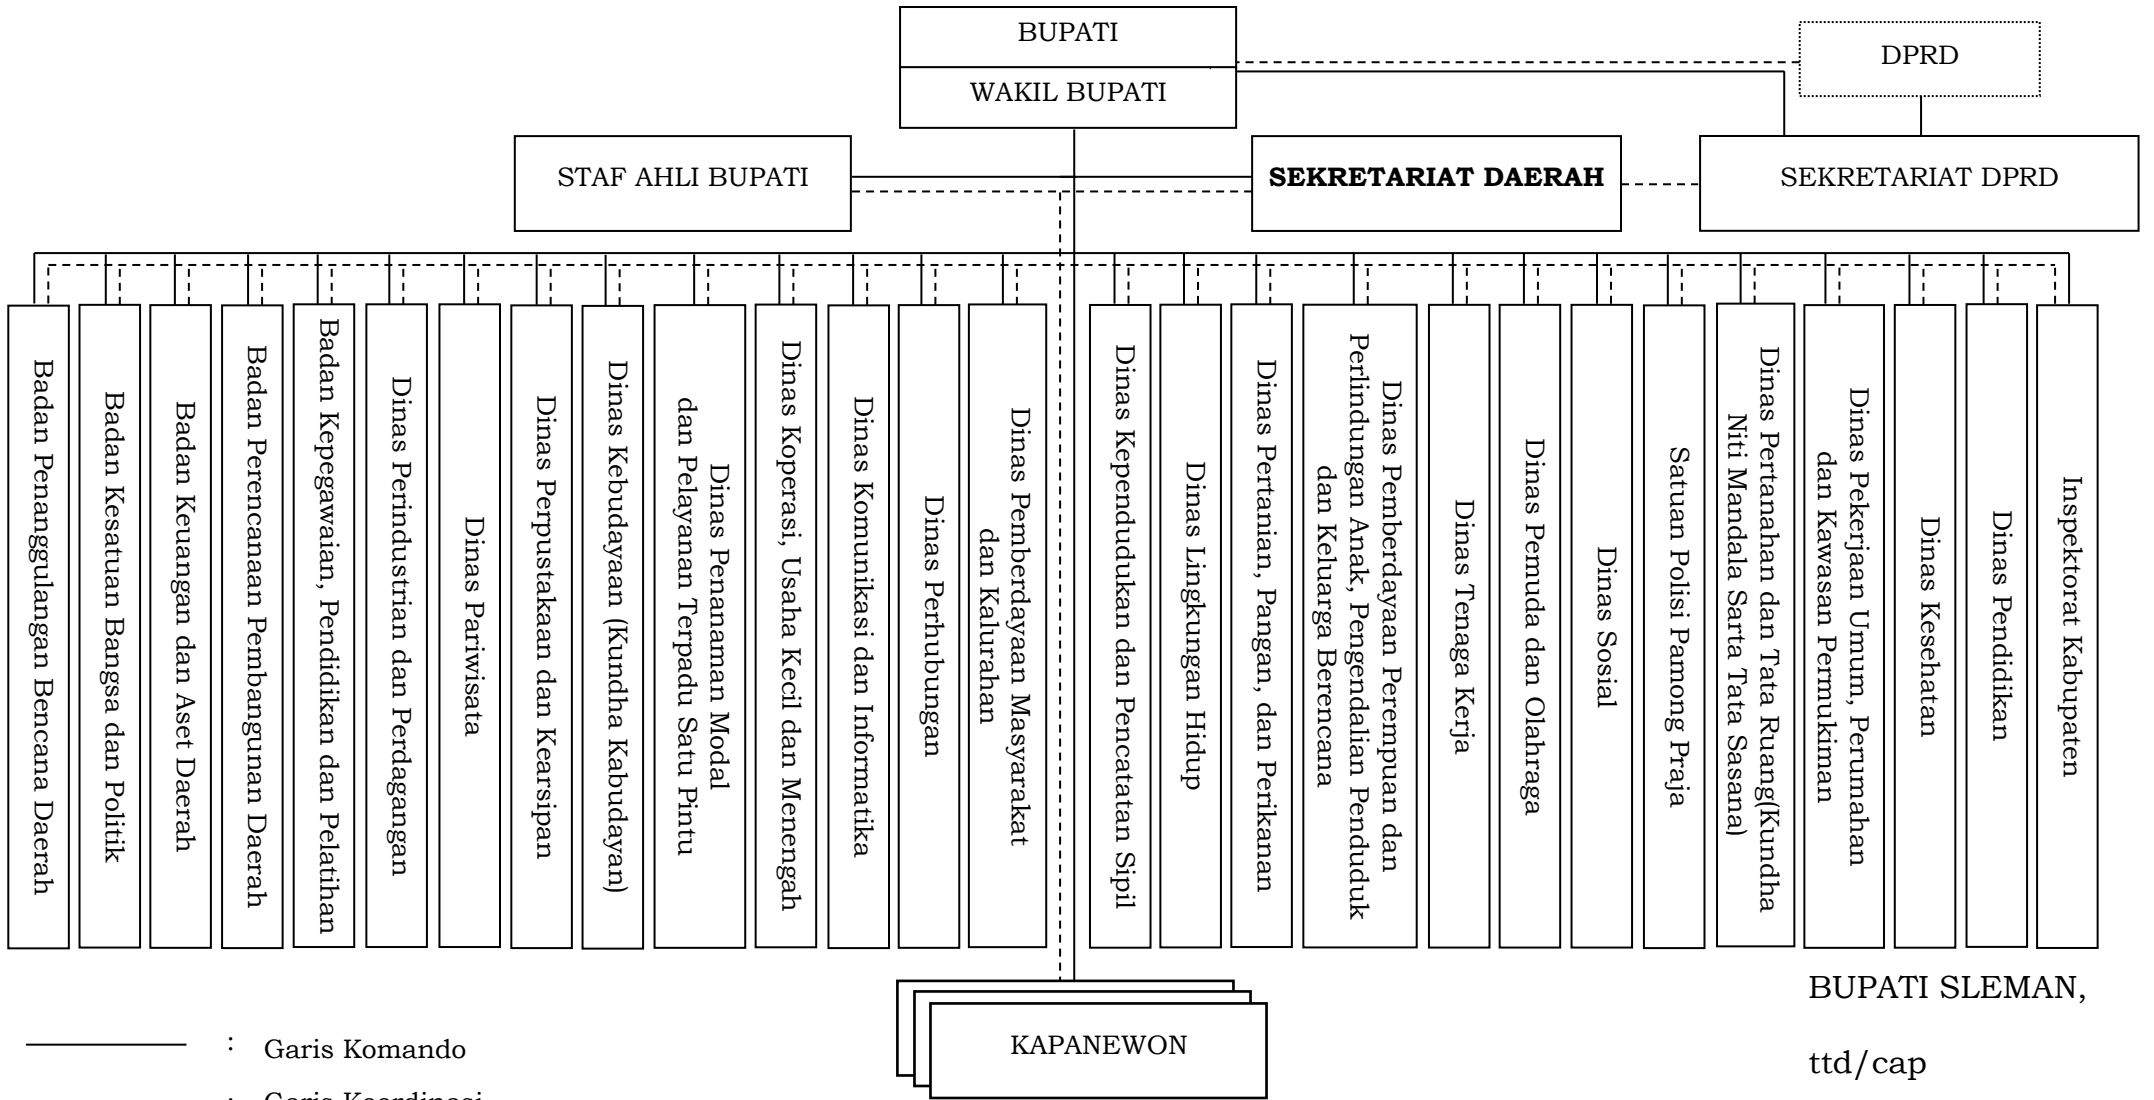 BUPATI
WAKIL BUPATI
DPRD
STAF AHLI BUPATI
SEKRETARIAT DAERAH
SEKRETARIAT DPRD
Badan Penanggulangan Bencana Daerah
Badan Kesatuan Bangsa dan Politik
Badan Keuangan dan Aset Daerah
Badan Perencanaan Pembangunan Daerah
Badan Kepegawaian, Pendidikan dan Pelatihan
Dinas Perindustrian dan Perdagangan
Dinas Pariwisata
Dinas Perpustakaan dan Kearsipan
Dinas Kebudayaan (Kundha Kabudayan)
Dinas Penanaman Modal
dan Pelayanan Terpadu Satu Pintu
Dinas Koperasi, Usaha Kecil dan Menengah
Dinas Komunikasi dan Informatika
Dinas Perhubungan
Dinas Pemberdayaan Masyarakat
dan Kalurahan
Dinas Kependudukan dan Pencatatan Sipil
Dinas Lingkungan Hidup
Dinas Pertanian, Pangan, dan Perikanan
Dinas Pemberdayaan Perempuan dan
Perlindungan Anak, Pengendalian Penduduk
dan Keluarga Berencana
Dinas Tenaga Kerja
Dinas Pemuda dan Olahraga
Dinas Sosial
Satuan Polisi Pamong Praja
Dinas Pertanahan dan Tata Ruang(Kundha
Niti Mandala Sarta Tata Sasana)
Dinas Pekerjaan Umum, Perumahan
dan Kawasan Permukiman
Dinas Kesehatan
Dinas Pendidikan
Inspektorat Kabupaten
KAPANEWON
: Garis Komando
: Garis Koordinasi
BUPATI SLEMAN,
ttd/cap